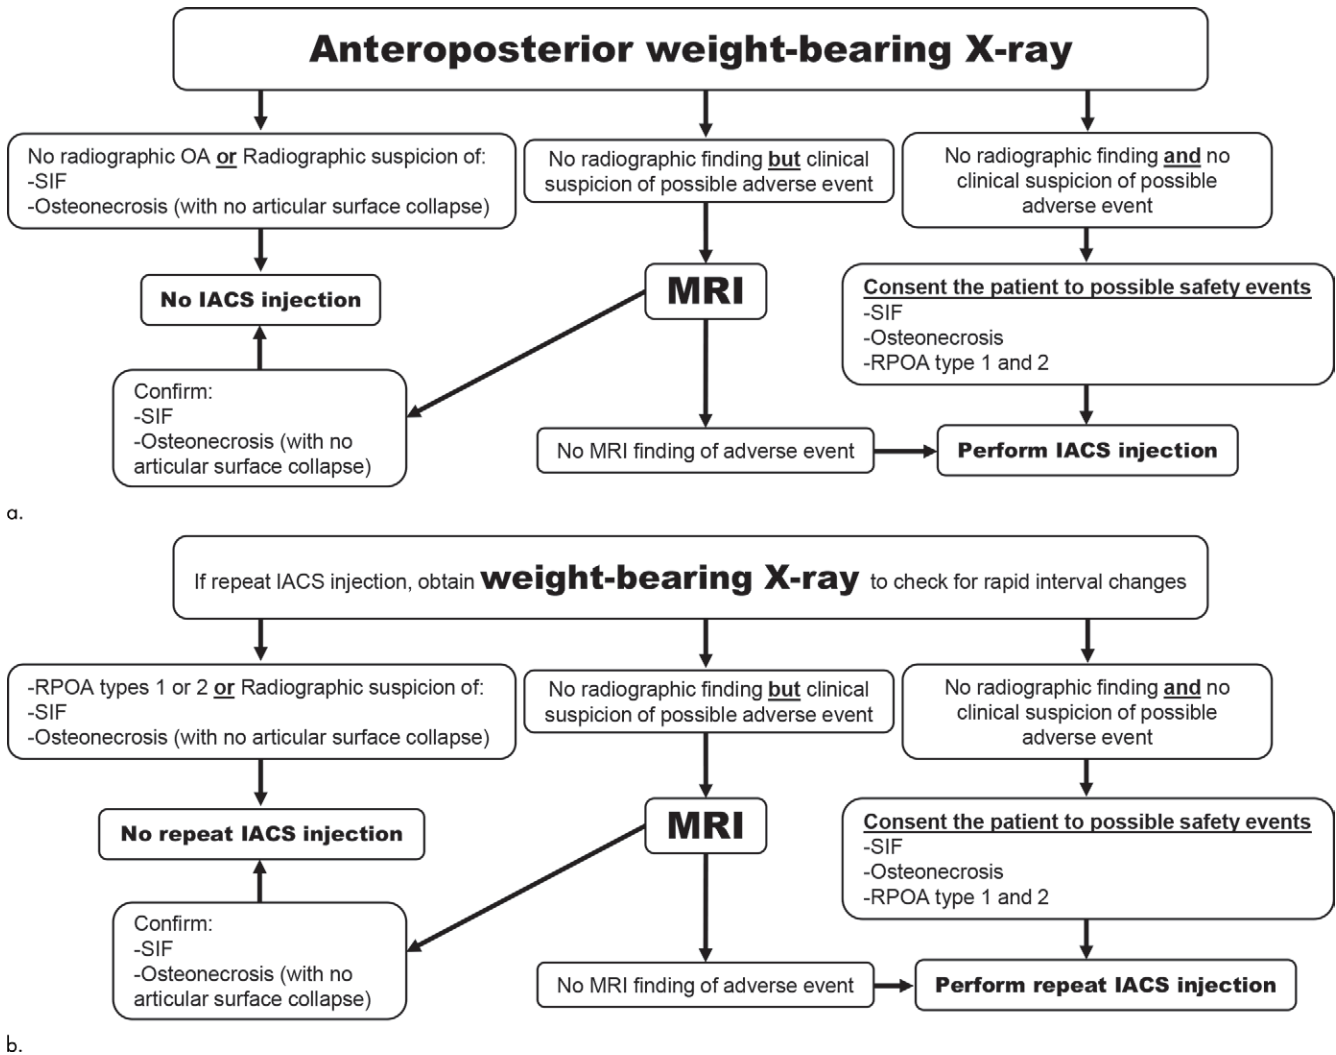 Anteroposterior weight-bearing X-ray
No radiographic OA or Radiographic suspicion of:
-SIF
-Osteonecrosis (with no articular surface collapse)
No radiographic finding but clinical
suspicion of possible adverse event
No radiographic finding and no
clinical suspicion of possible
adverse event
No IACS injection
MRI
Consent the patient to possible safety events
-SIF
-Osteonecrosis
-RPOA type 1 and 2
Confirm:
-SIF
-Osteonecrosis (with no
articular surface collapse)
No MRI finding of adverse event
Perform IACS injection
a.
If repeat IACS injection, obtain weight-bearing X-ray to check for rapid interval changes
-RPOA types 1 or 2 or Radiographic suspicion of:
-SIF
-Osteonecrosis (with no articular surface collapse)
No radiographic finding but clinical
suspicion of possible adverse event
No radiographic finding and no
clinical suspicion of possible
adverse event
No repeat IACS injection
MRI
Consent the patient to possible safety events
-SIF
-Osteonecrosis
-RPOA type 1 and 2
Confirm:
-SIF
-Osteonecrosis (with no
articular surface collapse)
No MRI finding of adverse event
Perform repeat IACS injection
b.